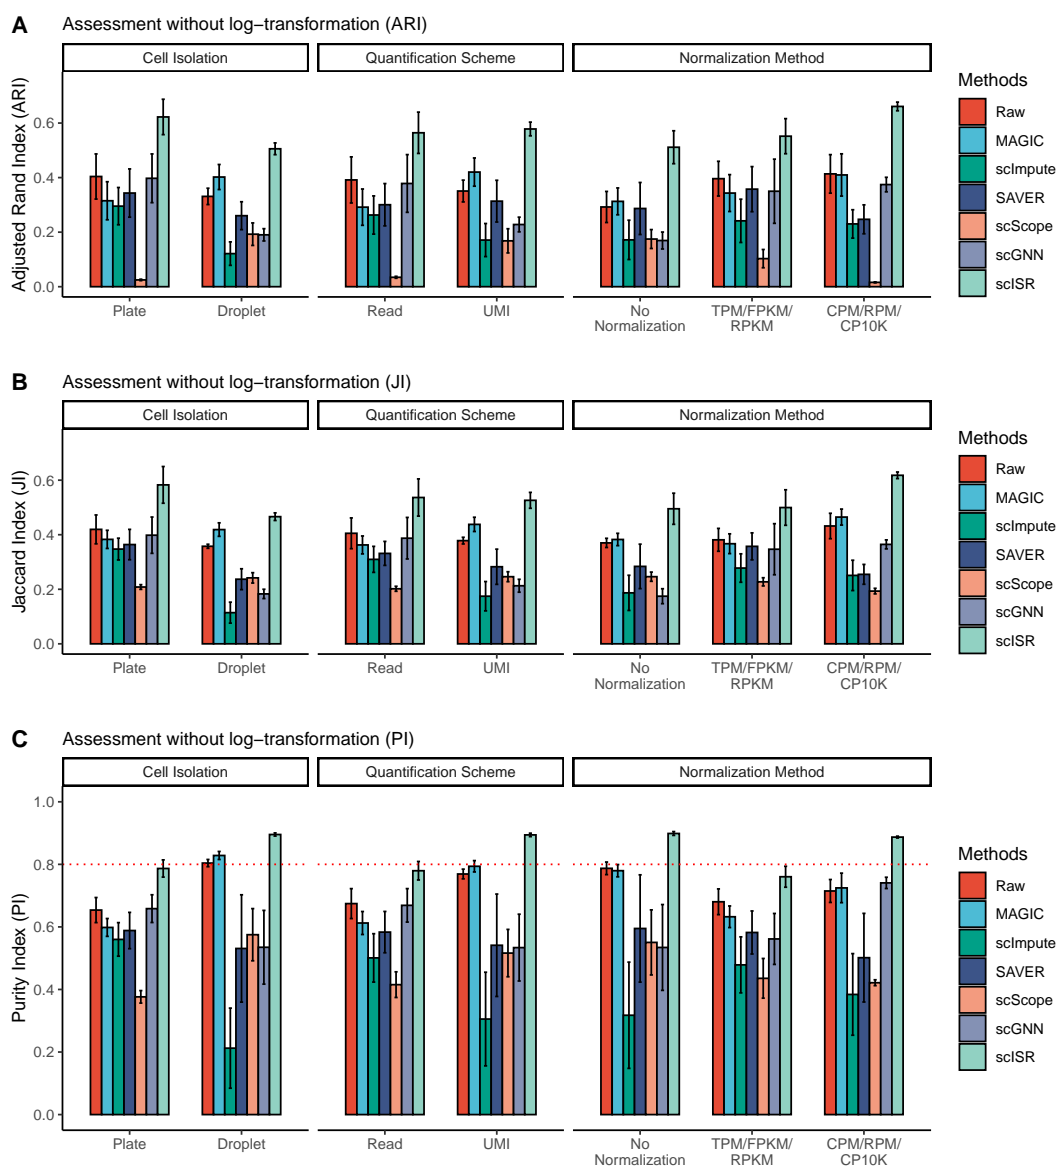 A Assessment without log−transformation (ARI)
Cell Isolation Quantification Scheme Normalization Method
Adjusted Rand Index (ARI)
0.6
0.4
0.2
0.0
Plate Droplet Read UMI No Normalization TPM/FPKM/RPKM CPM/RPM/CP10K
Methods
Raw
MAGIC
scImpute
SAVER
scScope
scGNN
scISR
B Assessment without log−transformation (JI)
Cell Isolation Quantification Scheme Normalization Method
Jaccard Index (JI)
0.6
0.4
0.2
0.0
Plate Droplet Read UMI No Normalization TPM/FPKM/RPKM CPM/RPM/CP10K
Methods
Raw
MAGIC
scImpute
SAVER
scScope
scGNN
scISR
C Assessment without log−transformation (PI)
Cell Isolation Quantification Scheme Normalization Method
Purity Index (PI)
1.0
0.8
0.6
0.4
0.2
0.0
Plate Droplet Read UMI No Normalization TPM/FPKM/RPKM CPM/RPM/CP10K
Methods
Raw
MAGIC
scImpute
SAVER
scScope
scGNN
scISR